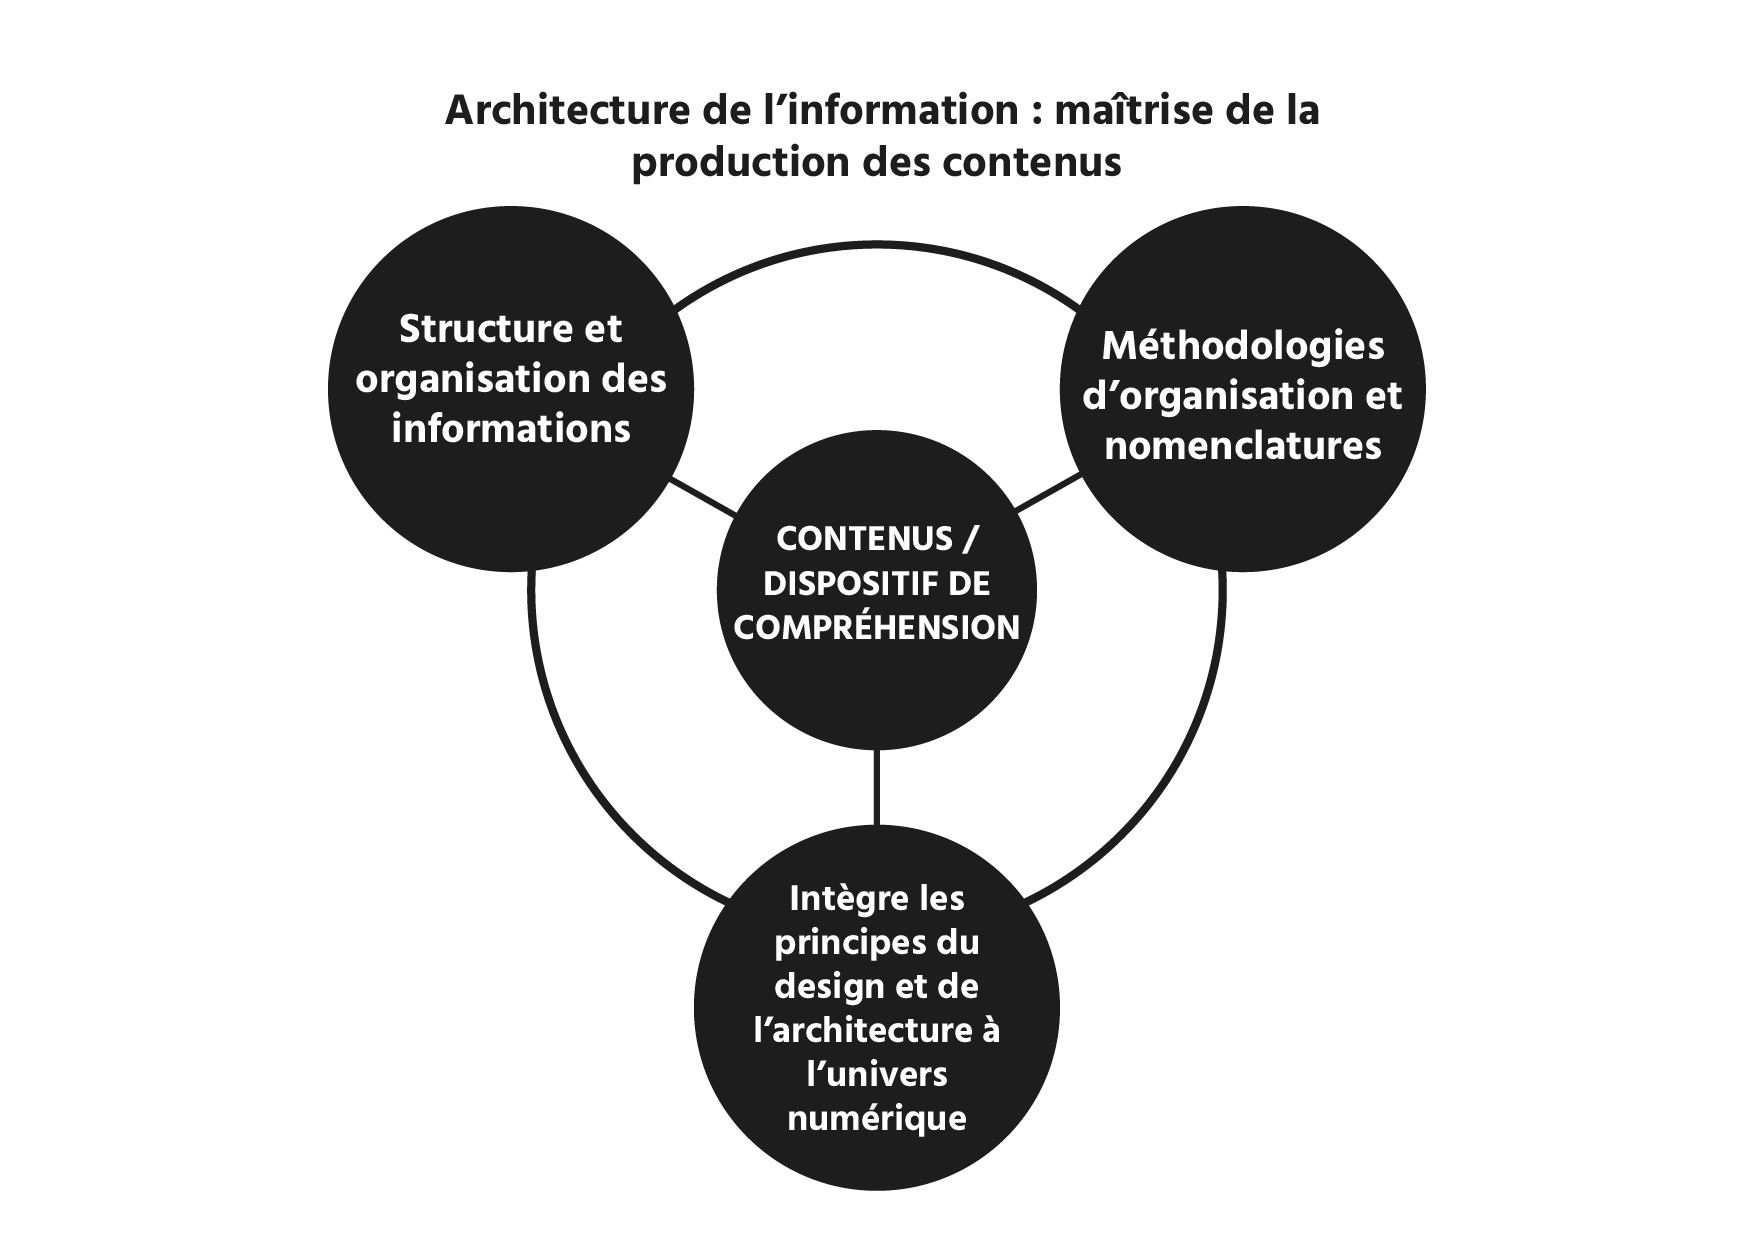 Architecture de l’information : maîtrise de la
production des contenus
Structure et
organisation des
informations
Méthodologies
d’organisation et
nomenclatures
CONTENUS /
DISPOSITIF DE
COMPRÉHENSION
Intègre les
principes du
design et de
l’architecture à
l’univers
numérique